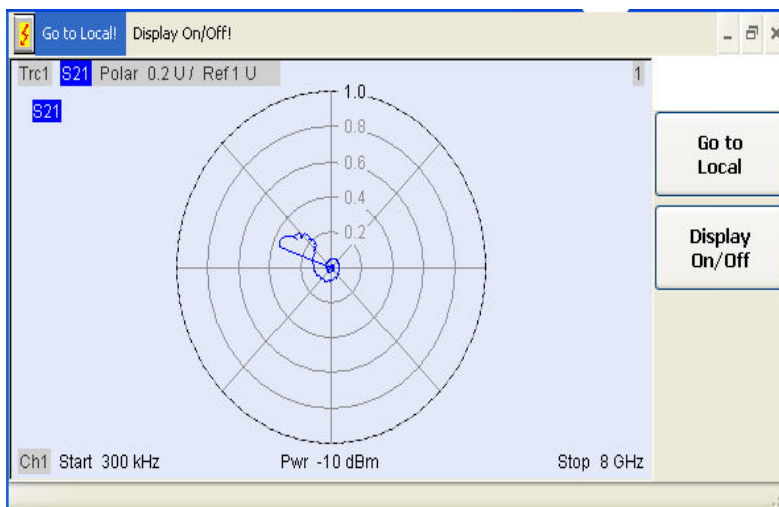 Go to Local! Display On/Off!
Trc1 S21 Polar 0.2 U / Ref 1 U 1
S21
1.0
0.8
0.6
0.4
0.2
Go to
Local
Display
On/Off
Ch1 Start 300 kHz Pwr -10 dBm Stop 8 GHz